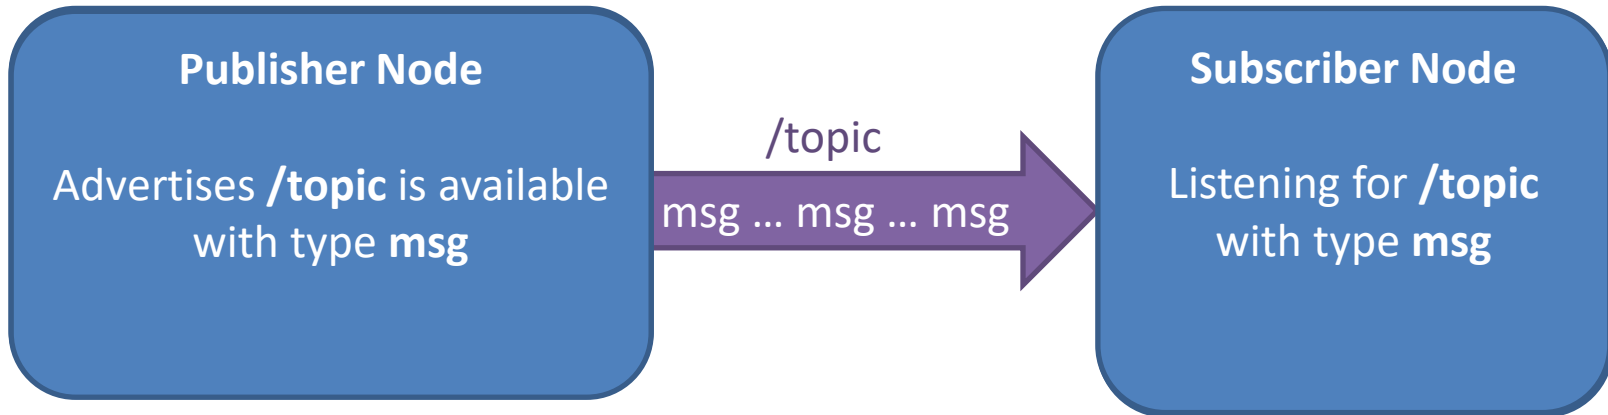 Publisher Node
Advertises /topic is available
with type msg
/topic
msg ... msg ... msg
Subscriber Node
Listening for /topic
with type msg